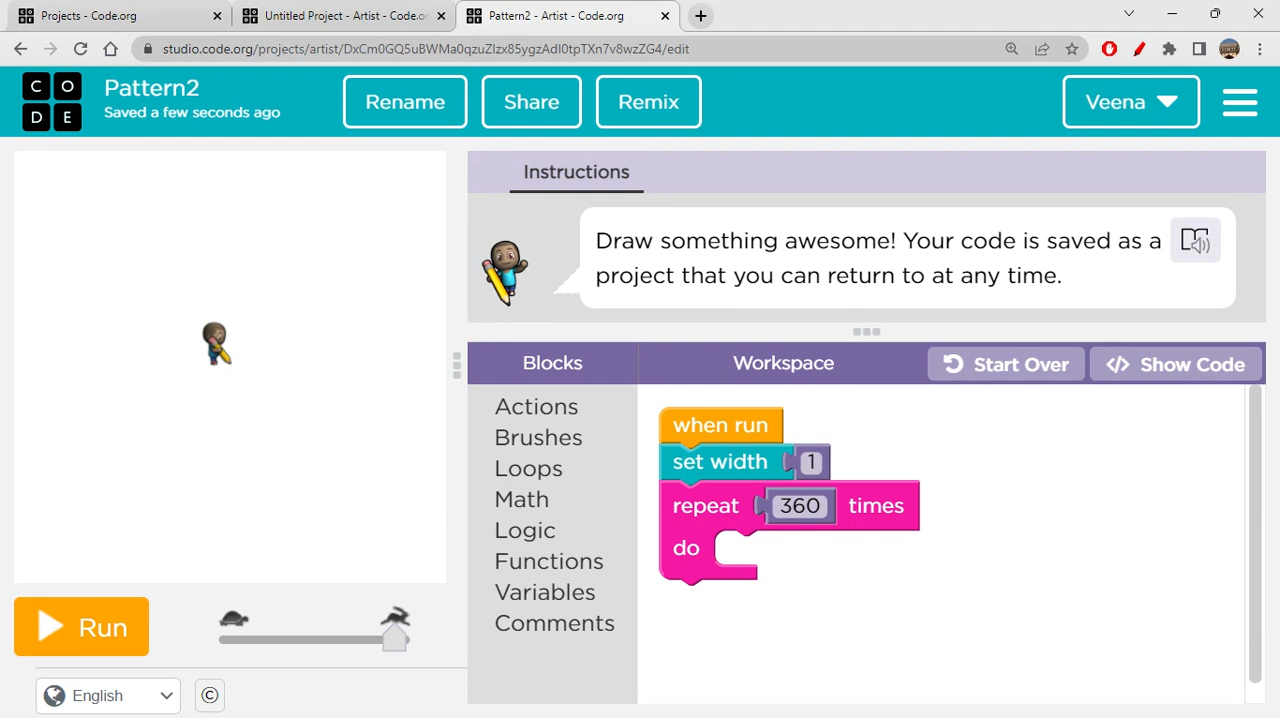 Projects - Code.org
Untitled Project - Artist - Code.o
Pattern2 - Artist - Code.org
studio.code.org/projects/artist/DxCm0GQ5uBWMa0qzuZIzx85ygzAdI0tpTXn7v8wzZG4/edit
CODE
Pattern2
Saved a few seconds ago
Rename
Share
Remix
Veena
Instructions
Draw something awesome! Your code is saved as a
project that you can return to at any time.
Blocks
Workspace
Start Over
Show Code
Actions
Brushes
Loops
Math
Logic
Functions
Variables
Comments
when run
set width 1
repeat 360 times
do
Run
English
©